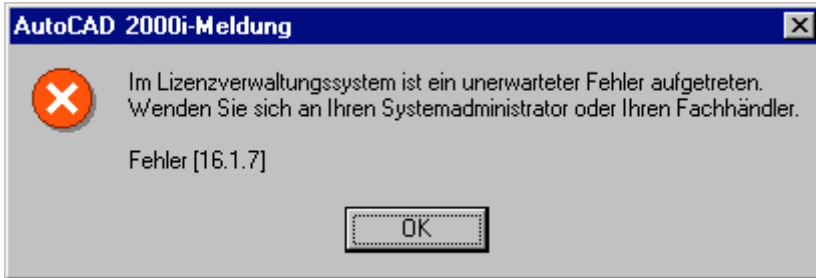 AutoCAD 2000i-Meldung
Im Lizenzverwaltungssystem ist ein unerwarteter Fehler aufgetreten.
Wenden Sie sich an Ihren Systemadministrator oder Ihren Fachhändler.
Fehler [16.1.7]
OK